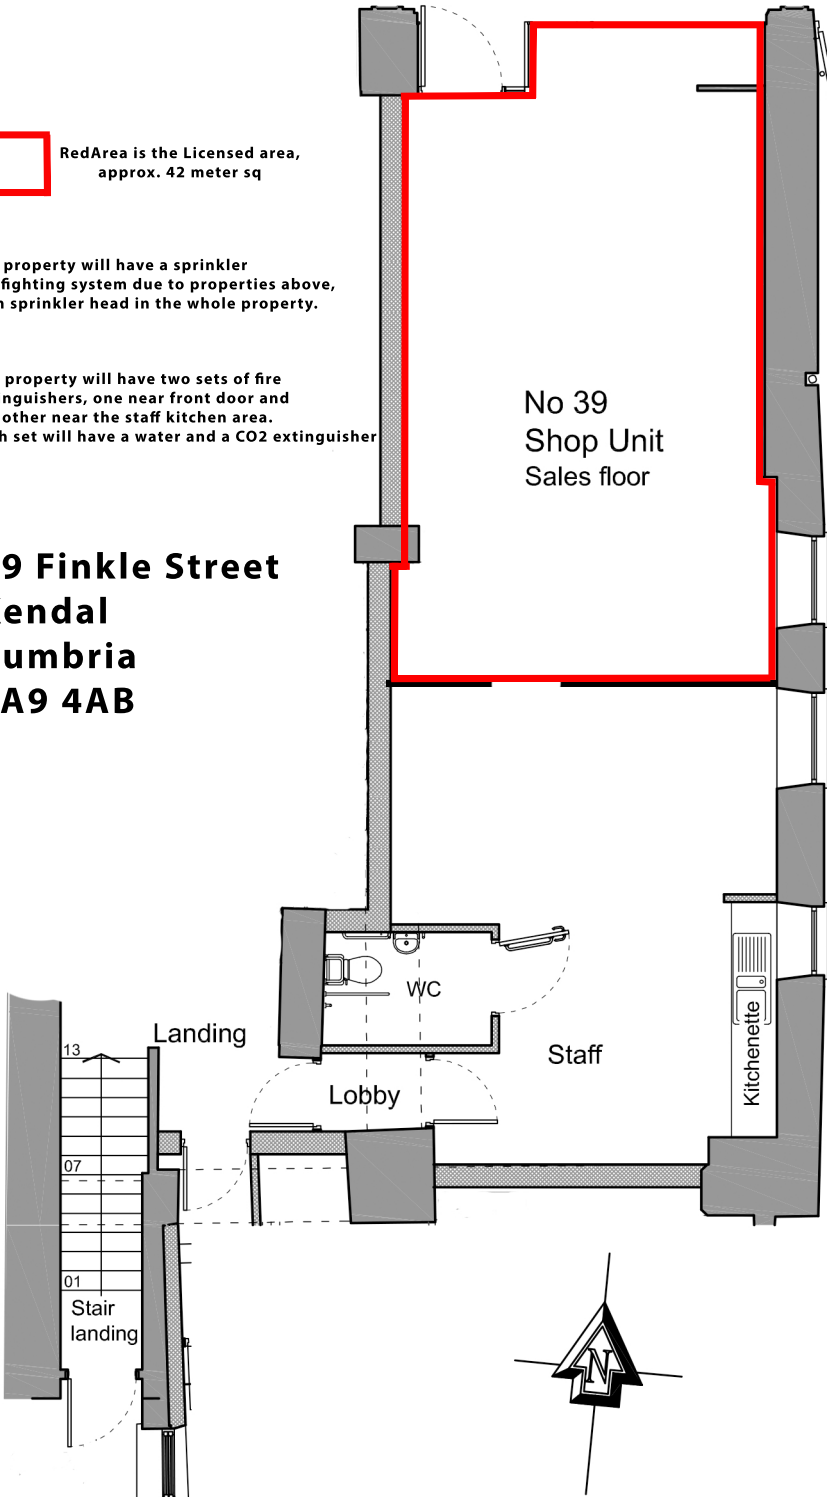 RedArea is the Licensed area,
approx. 42 meter sq
property will have a sprinkler
fighting system due to properties above,
sprinkler head in the whole property.
property will have two sets of fire
nguishers, one near front door and
other near the staff kitchen area.
h set will have a water and a CO2 extinguisher
No 39
Shop Unit
Sales floor
9 Finkle Street
endal
umbria
A9 4AB
WC
Landing
Staff
Kitchenette
Lobby
13
07
01
Stair
landing
N